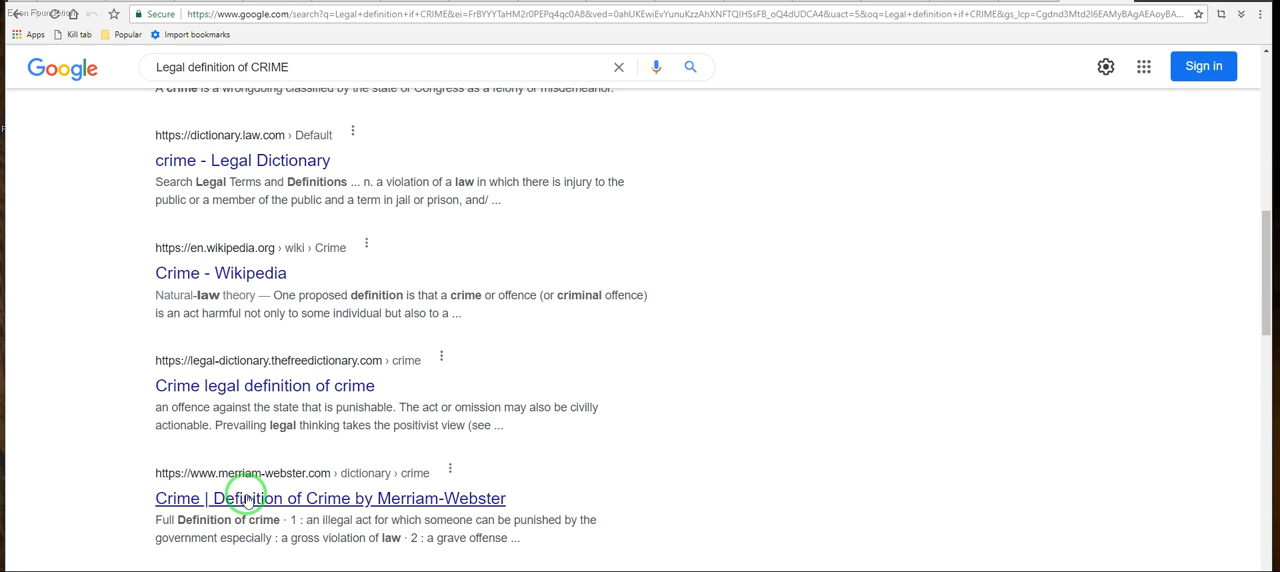 Secure https://www.google.com/search?q=Legal+definition+if+CRIME&ei=FrBYYYTaHM2r0PEPq4qc0A8&ved=0ahUKEwiEvYunuKzzAhXNFTQIHSsFB_oQ4dUDCA4&uact=5&oq=Legal+definition+if+CRIME&gs_lcp=Cgdnd3Mtd2l6EAMyBAgAEAoyBA...
Apps Kill tab Popular Import bookmarks
Google Legal definition of CRIME Sign in
A crime is a wrongdoing classified by the state or Congress as a felony or misdemeanor.
https://dictionary.law.com › Default
crime - Legal Dictionary
Search Legal Terms and Definitions ... n. a violation of a law in which there is injury to the
public or a member of the public and a term in jail or prison, and/ ...
https://en.wikipedia.org › wiki › Crime
Crime - Wikipedia
Natural-law theory — One proposed definition is that a crime or offence (or criminal offence)
is an act harmful not only to some individual but also to a ...
https://legal-dictionary.thefreedictionary.com › crime
Crime legal definition of crime
an offence against the state that is punishable. The act or omission may also be civilly
actionable. Prevailing legal thinking takes the positivist view (see ...
https://www.merriam-webster.com › dictionary › crime
Crime | Definition of Crime by Merriam-Webster
Full Definition of crime · 1 : an illegal act for which someone can be punished by the
government especially : a gross violation of law · 2 : a grave offense ...